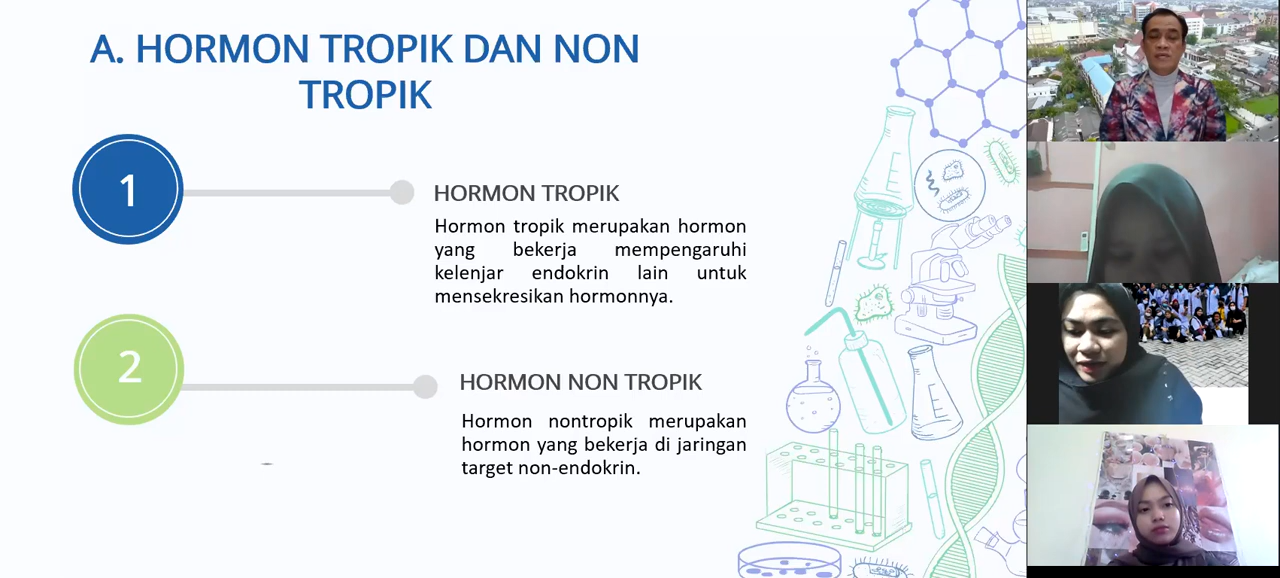 A. HORMON TROPIK DAN NON
TROPIK
1
HORMON TROPIK
Hormon tropik merupakan hormon
yang bekerja mempengaruhi
kelenjar endokrin lain untuk
mensekresikan hormonnya.
2
HORMON NON TROPIK
Hormon nontropik merupakan
hormon yang bekerja di jaringan
target non-endokrin.